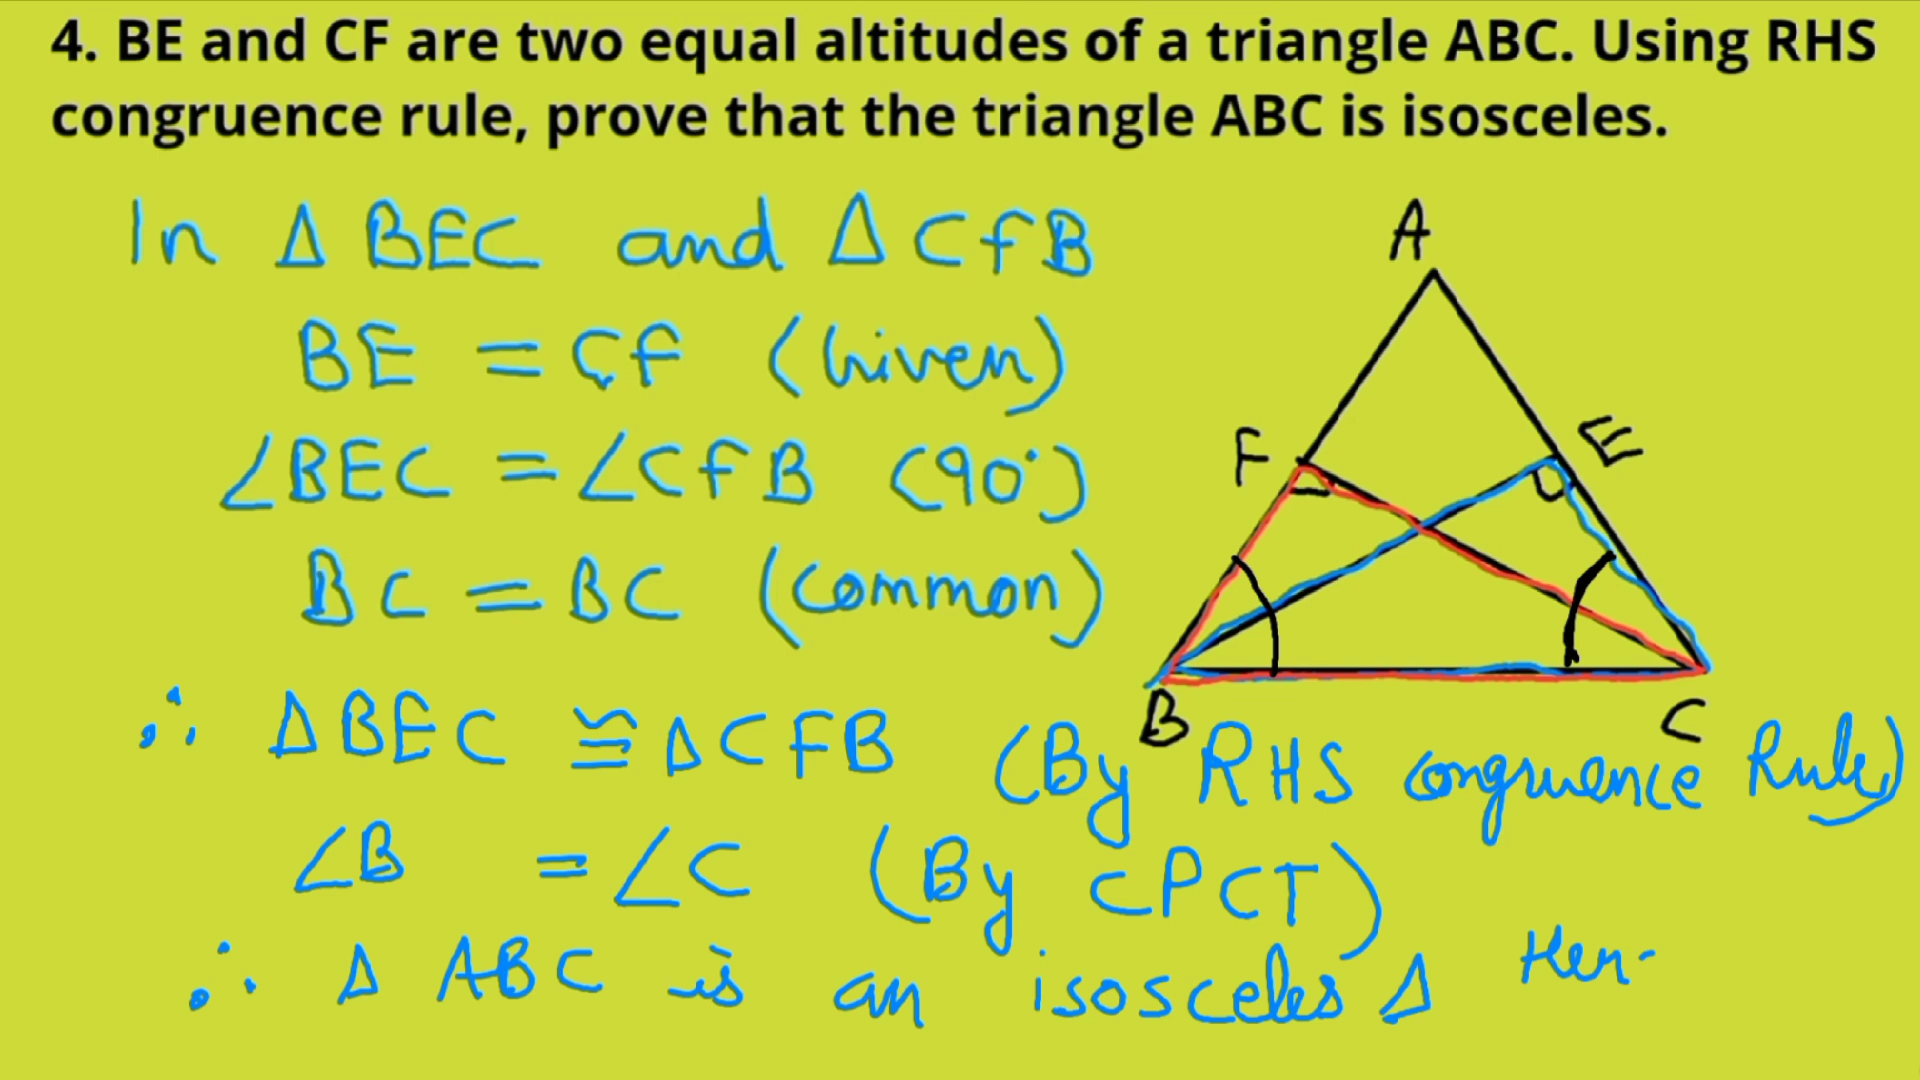 4. BE and CF are two equal altitudes of a triangle ABC. Using RHS
congruence rule, prove that the triangle ABC is isosceles.
In Δ BEC and Δ CFB
BE = CF (Given)
∠BEC = ∠CFB (90°)
BC = BC (Common)
∴ ΔBEC ≅ ΔCFB (By RHS congruence Rule)
∠B = ∠C (By CPCT)
∴ Δ ABC is an isosceles Δ Hen-
A
F
E
B
C